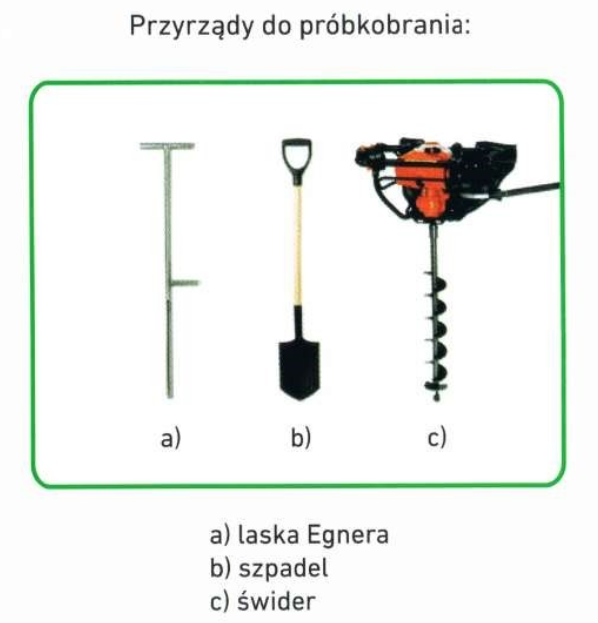 Przyrządy do próbkobrania:
a) b) c)
a) laska Egnera
b) szpadel
c) świder